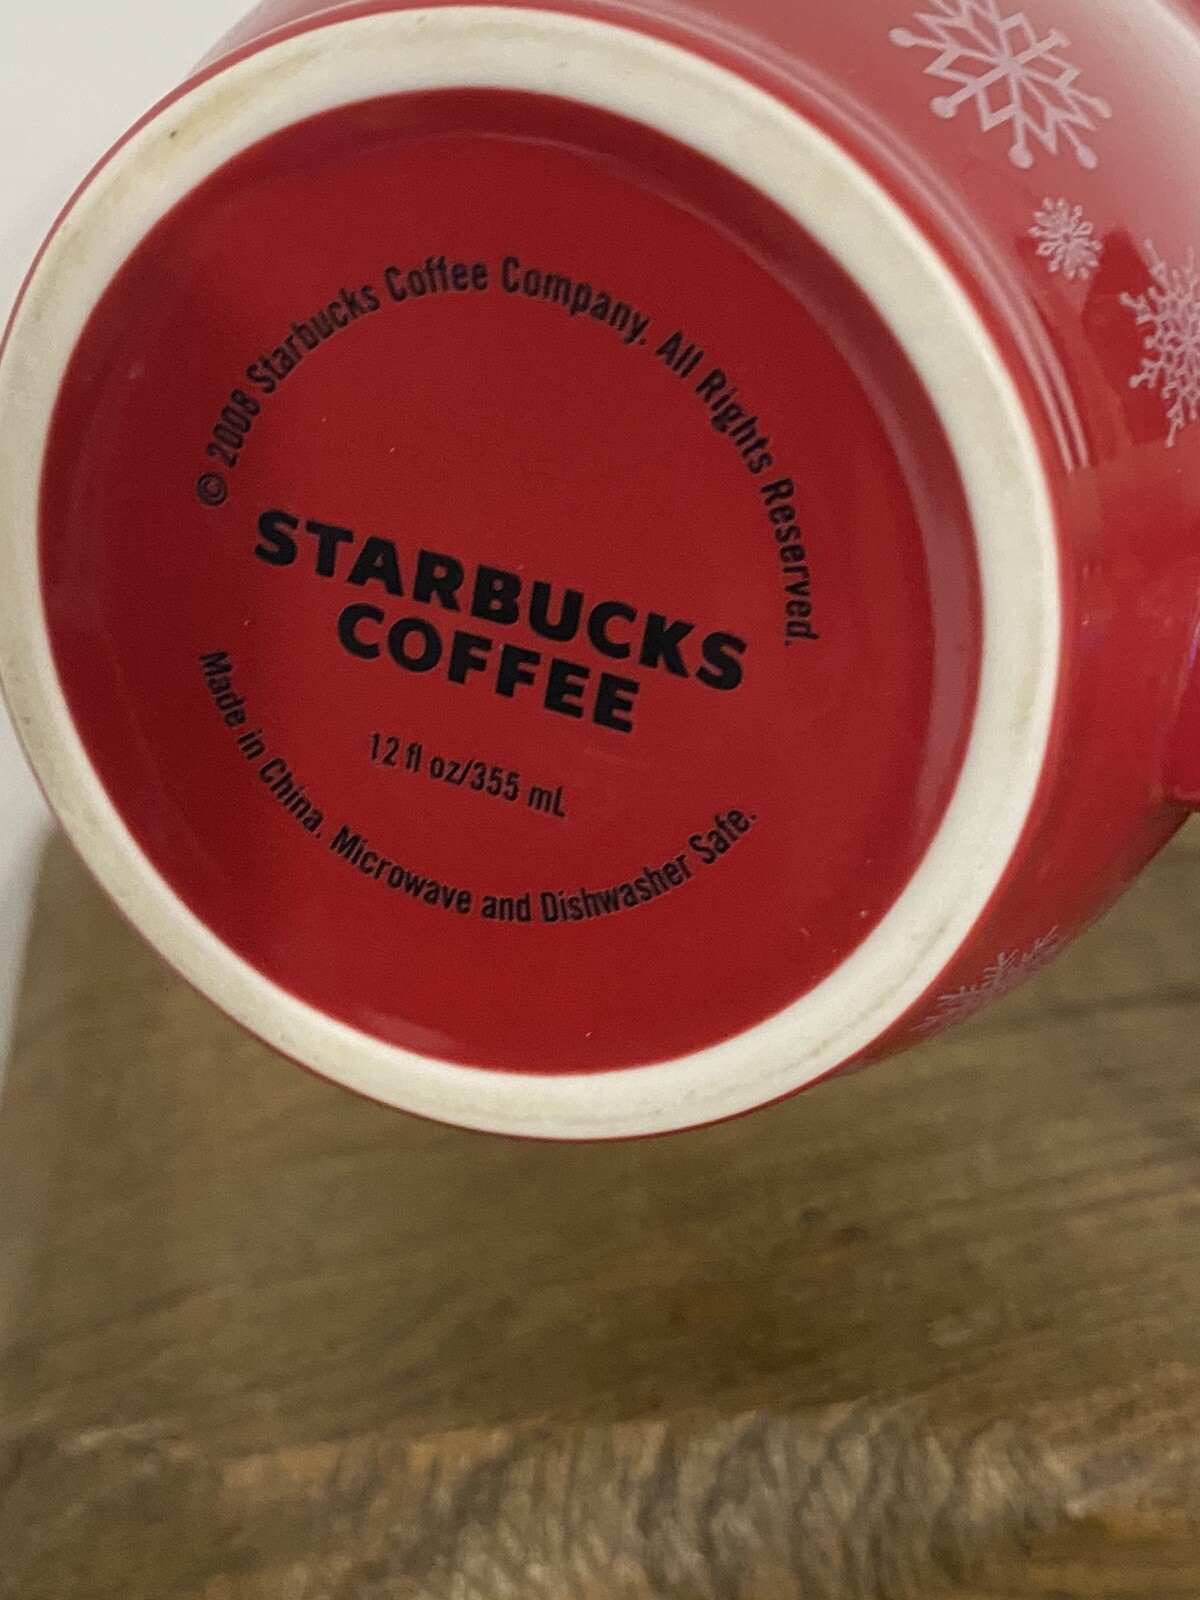 © 2008 Starbucks Coffee Company. All Rights Reserved.
STARBUCKS
COFFEE
12 fl oz/355 mL
Made in China. Microwave and Dishwasher Safe.